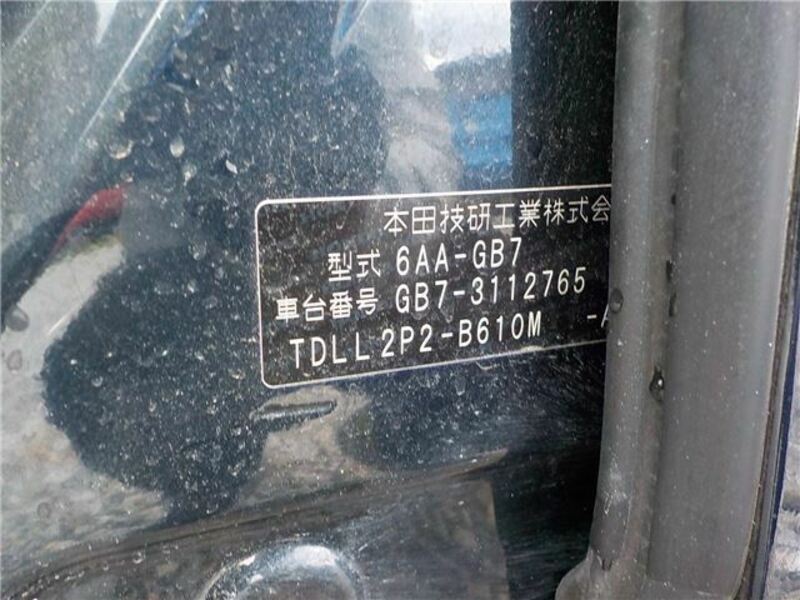 本田技研工業株式会
型式 6AA-GB7
車台番号 GB7-3112765
TDLL 2P2-B610M -A